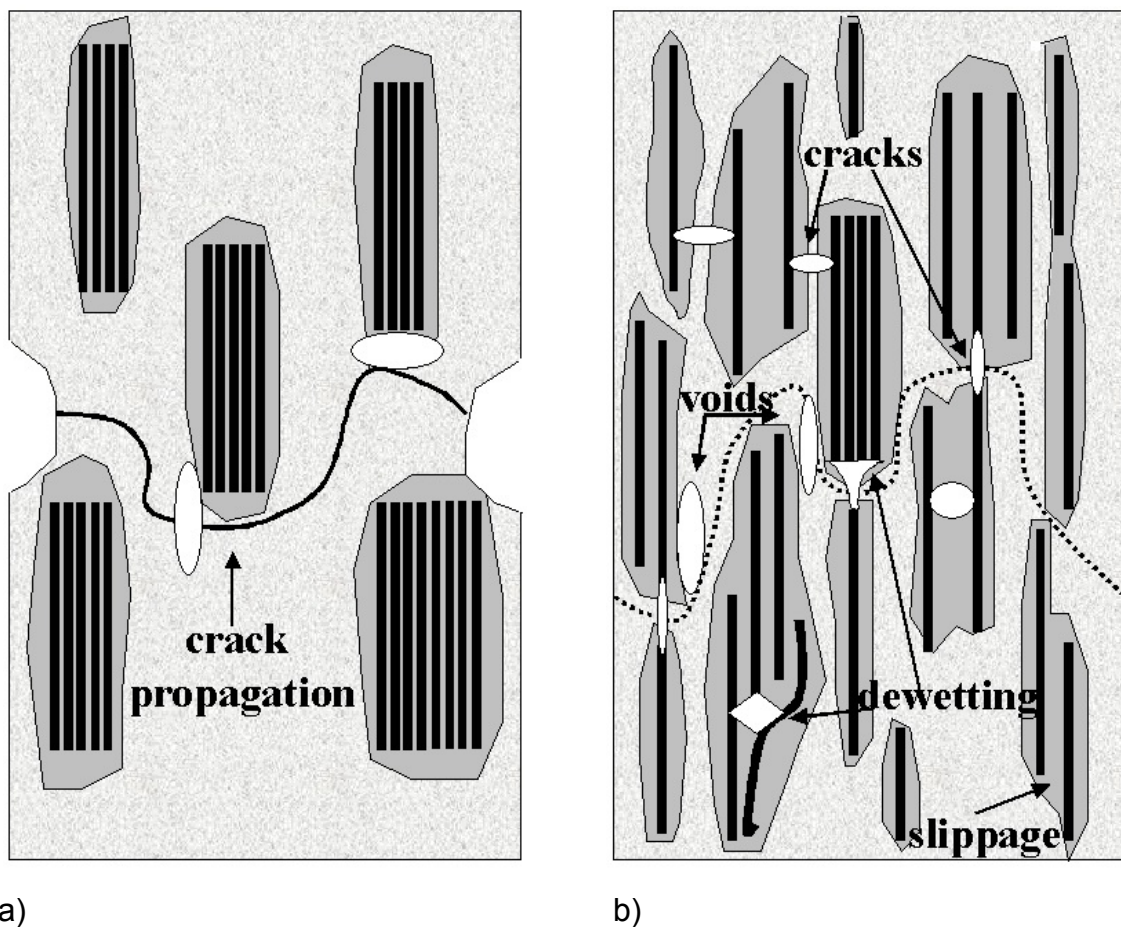 crack
propagation
cracks
voids
dewetting
slippage
a)
b)